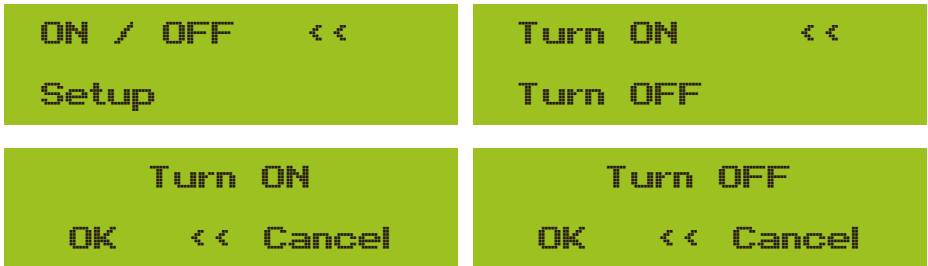 ON / OFF <<
Setup
Turn ON <<
Turn OFF
Turn ON
OK << Cancel
Turn OFF
OK << Cancel